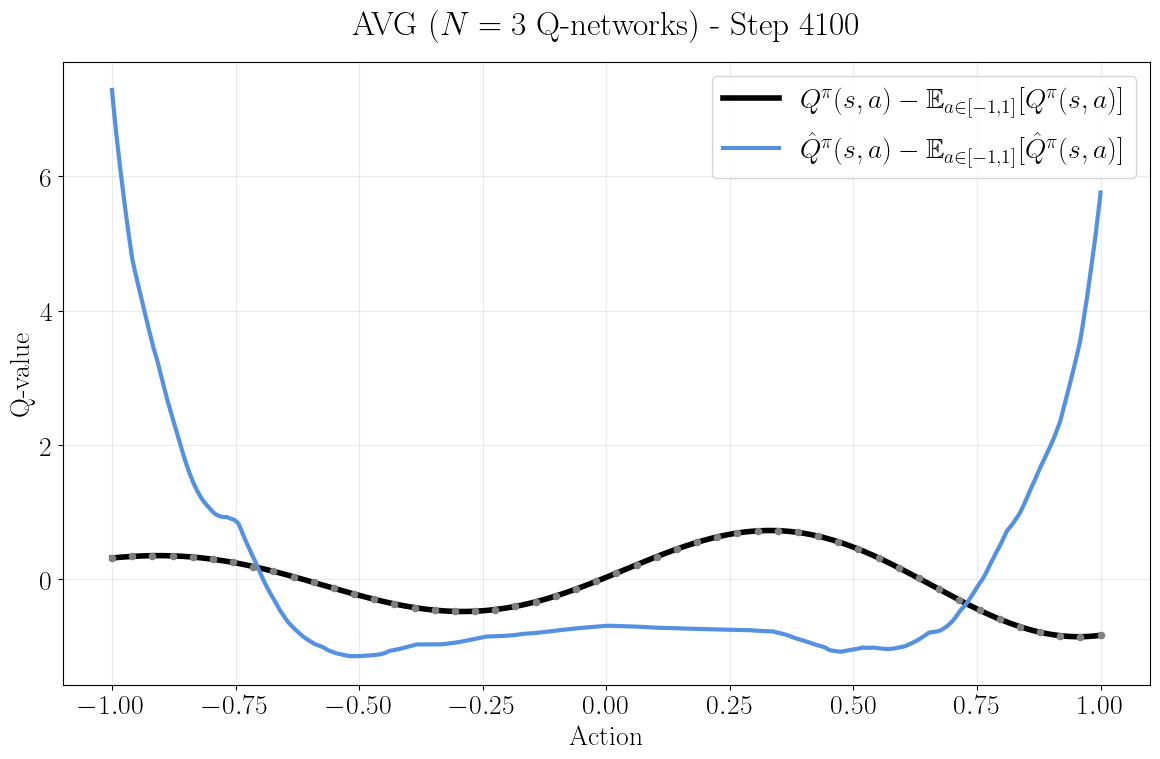 AVG (N = 3 Q-networks) - Step 4100
Q^π(s, a) − 𝔼_{a∈[−1,1]}[Q^π(s, a)]
Q̂^π(s, a) − 𝔼_{a∈[−1,1]}[Q̂^π(s, a)]
Q-value
6
4
2
0
−1.00 −0.75 −0.50 −0.25 0.00 0.25 0.50 0.75 1.00
Action